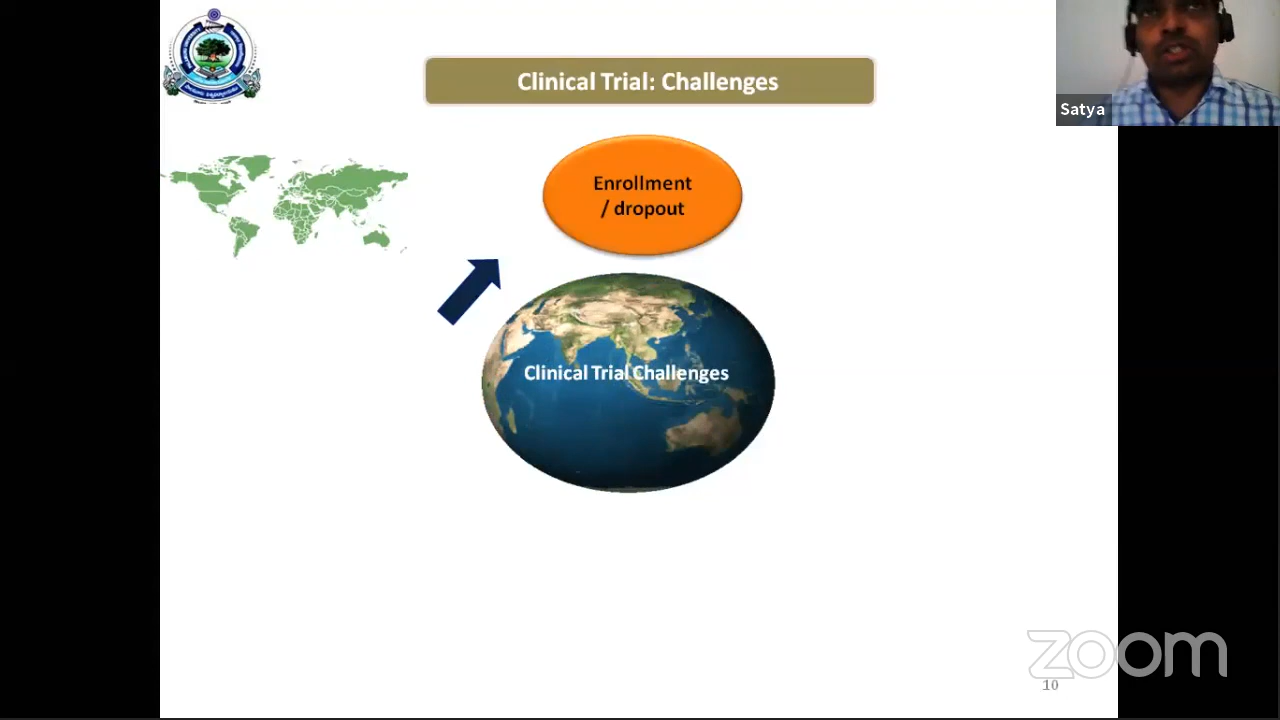 Clinical Trial: Challenges
Satya
Enrollment
/ dropout
Clinical Trial Challenges
zoom
10